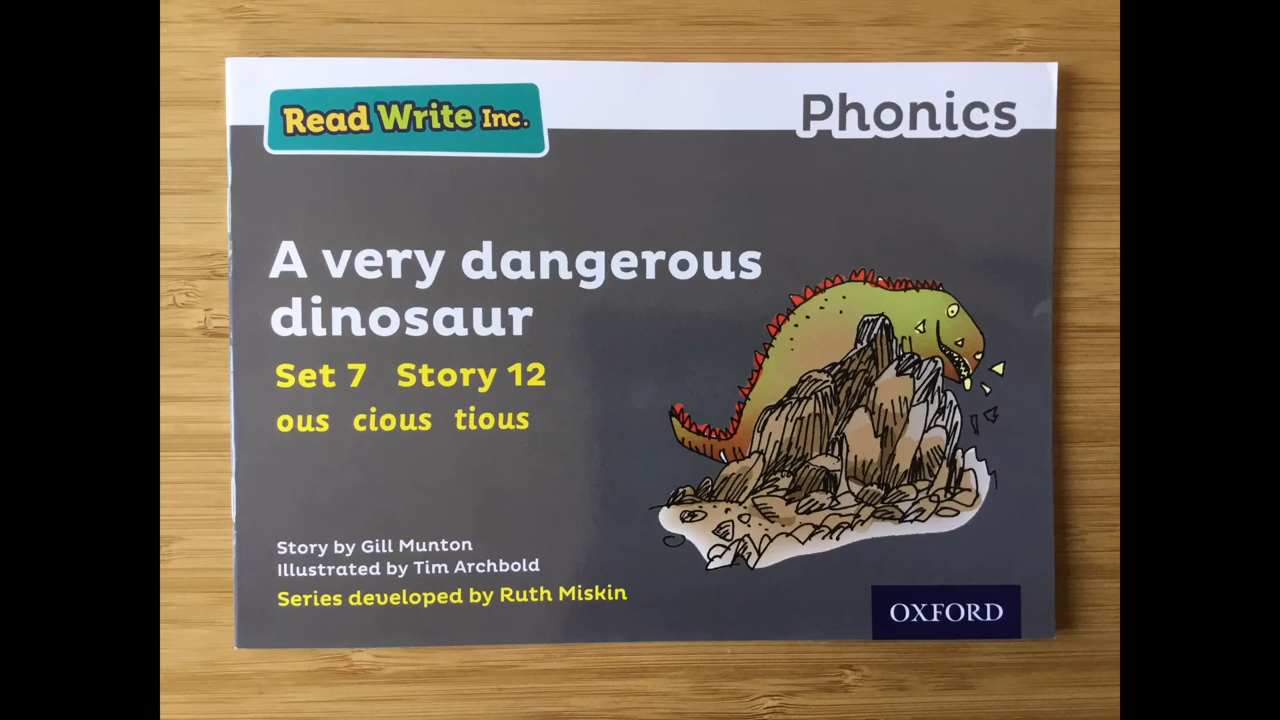 Read Write Inc.
Phonics
A very dangerous
dinosaur
Set 7 Story 12
ous cious tious
Story by Gill Munton
Illustrated by Tim Archbold
Series developed by Ruth Miskin
OXFORD